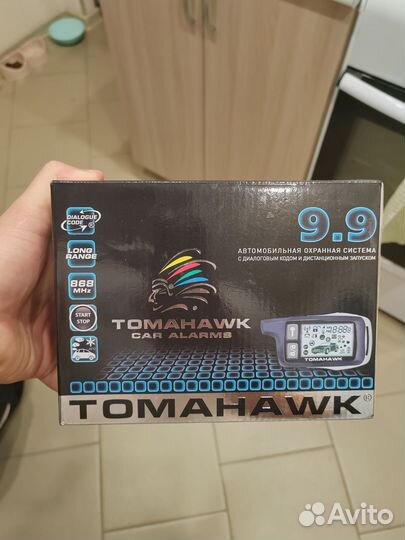 DIALOGUE CODE
LONG RANGE
868 MHz
START STOP
9.9
АВТОМОБИЛЬНАЯ ОХРАННАЯ СИСТЕМА
С ДИАЛОГОВЫМ КОДОМ И ДИСТАНЦИОННЫМ ЗАПУСКОМ
TOMAHAWK
CAR ALARMS
TOMAHAWK
TOMAHAWK®
Avito